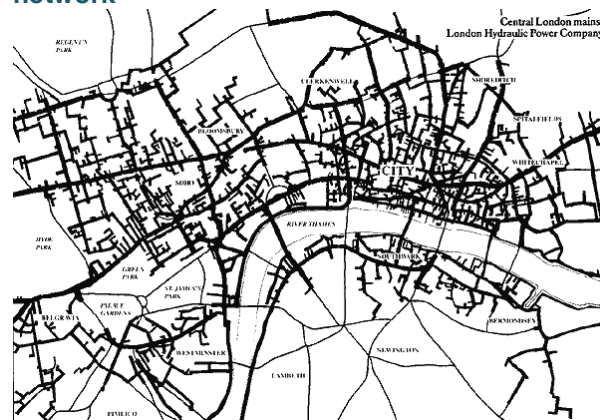 network
Central London mains
London Hydraulic Power Company
REGENT'S
PARK
CLERKENWELL
SHOREDITCH
SPITALFIELDS
BLOOMSBURY
WHITECHAPEL
CITY
SOHO
RIVER THAMES
HYDE
PARK
SOUTHWARK
GREEN
PARK
ST. JAMES'S
PARK
PALACE
GARDENS
BELGRAVIA
BERMONDSEY
WESTMINSTER
NEWINGTON
LAMBETH
PIMLICO